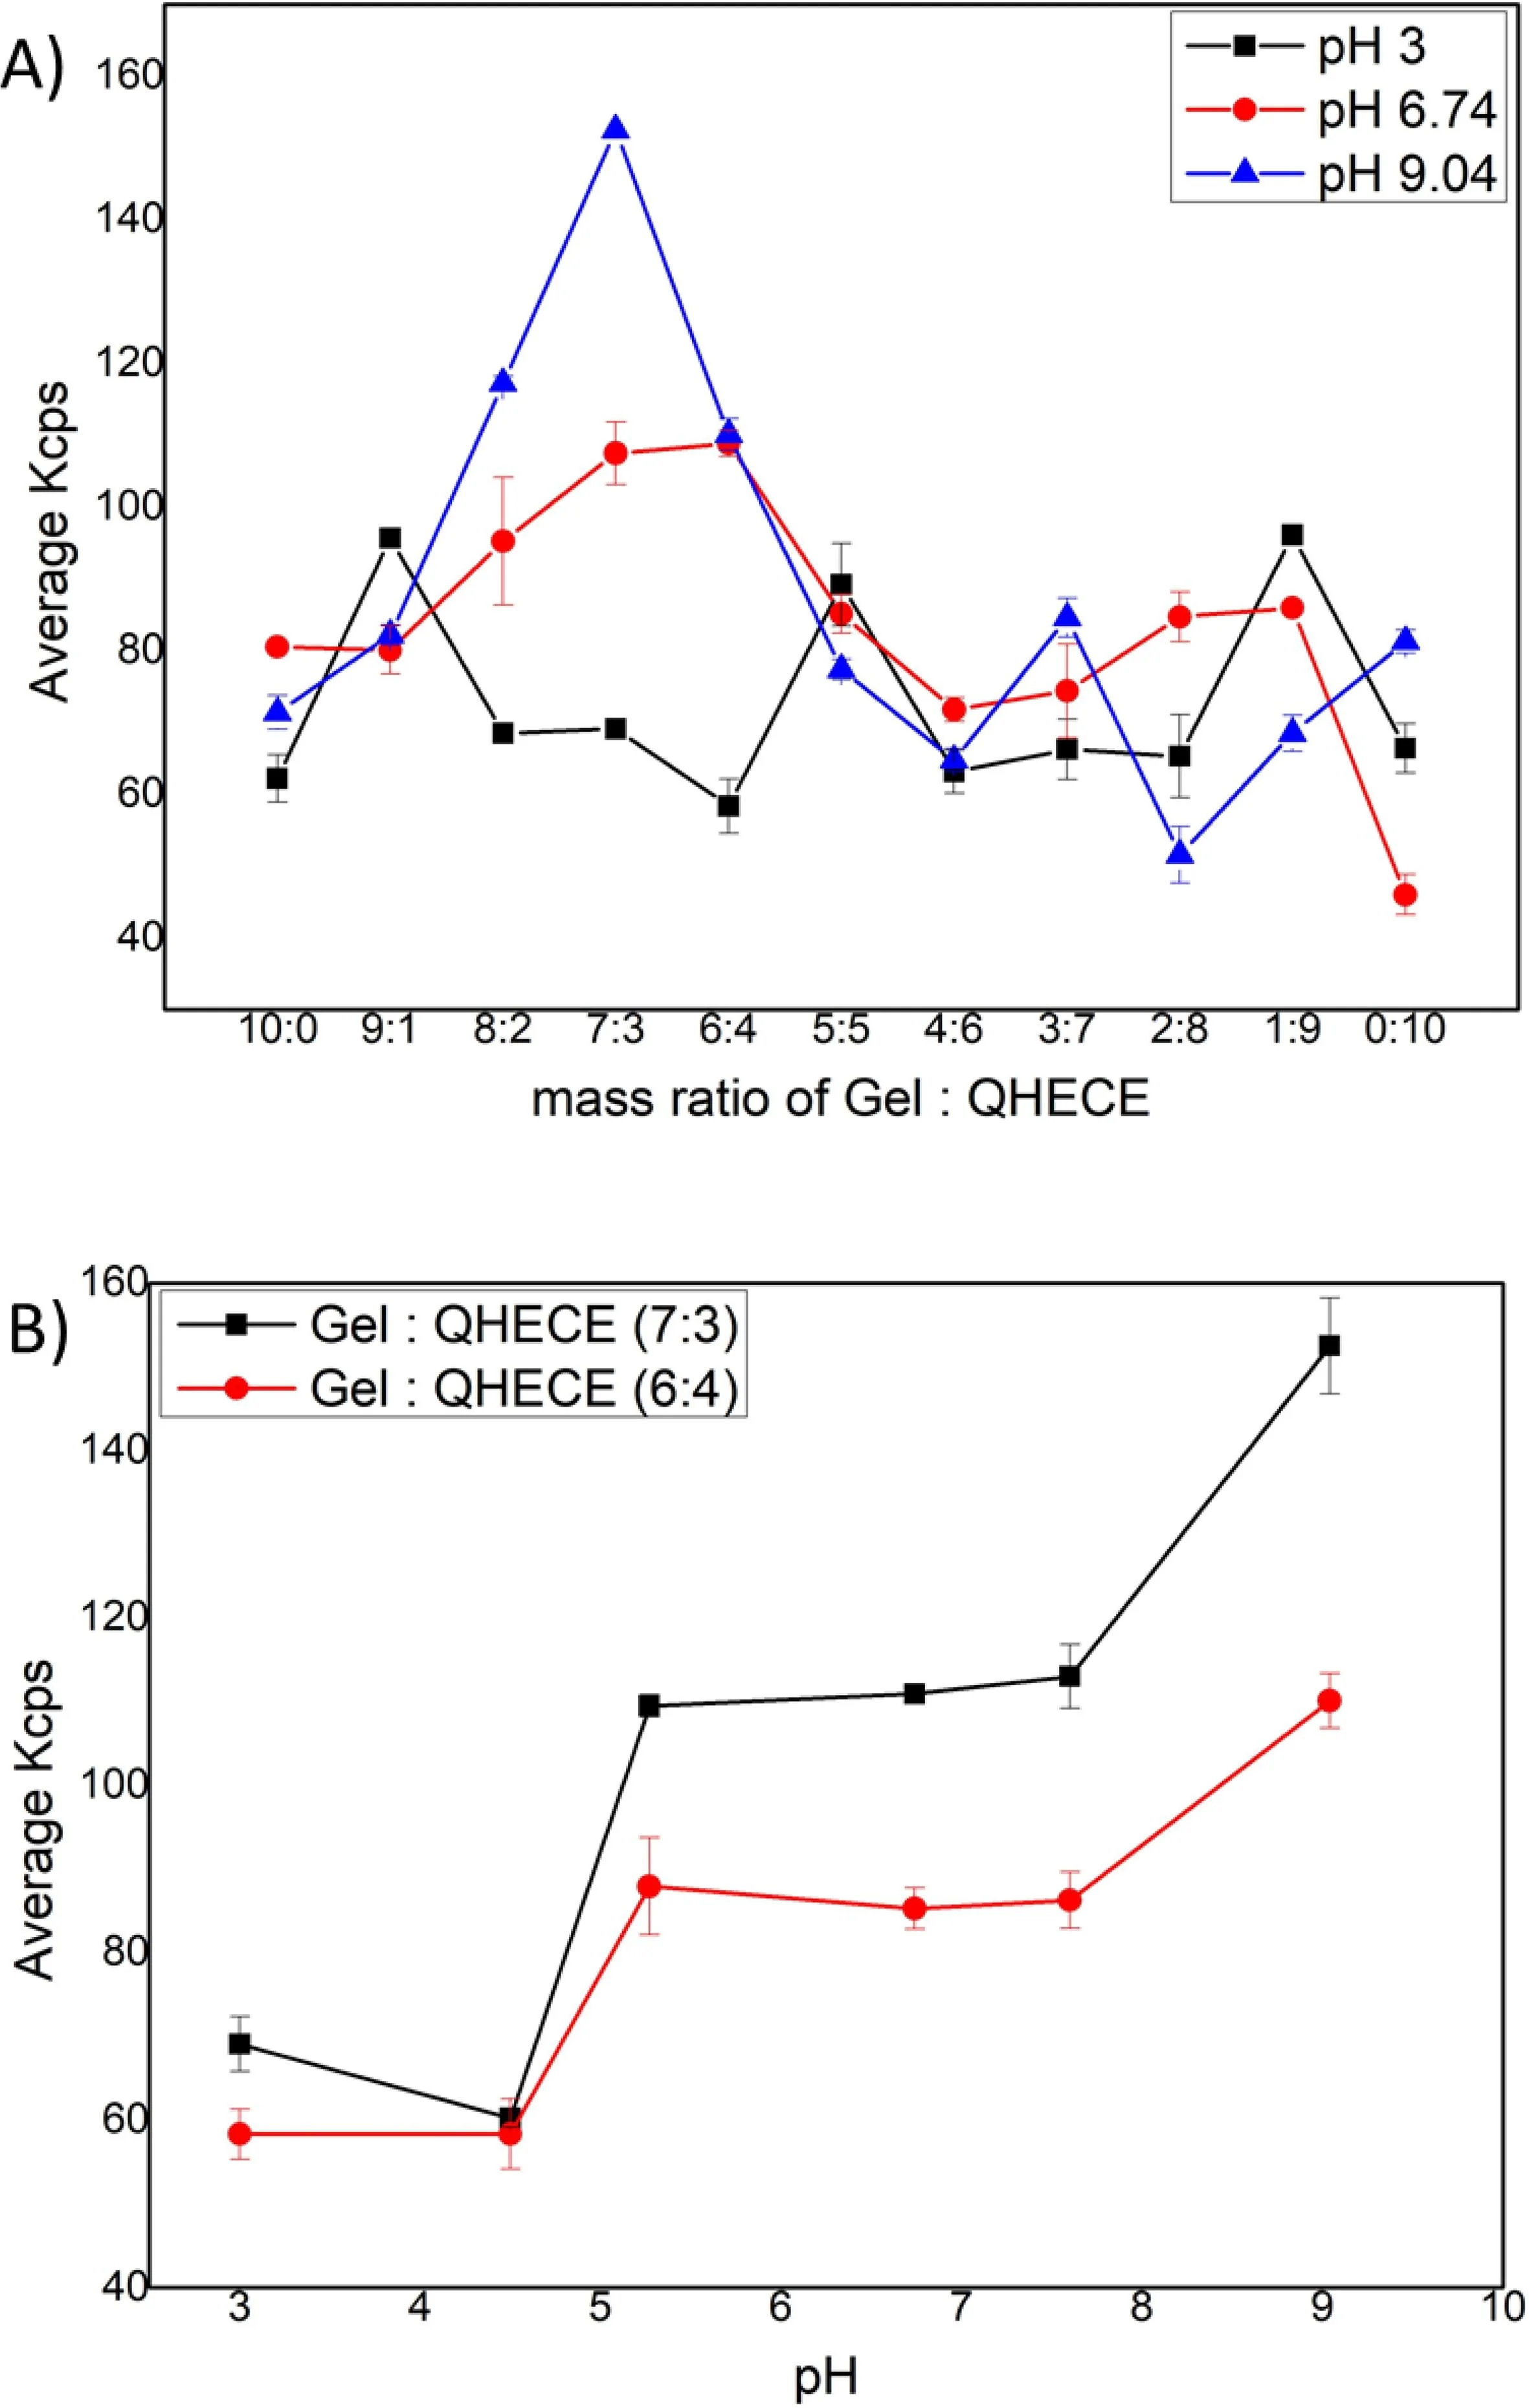 A)
pH 3
pH 6.74
pH 9.04
160
140
120
100
80
60
40
Average Kcps
10:0 9:1 8:2 7:3 6:4 5:5 4:6 3:7 2:8 1:9 0:10
mass ratio of Gel : QHECE
B)
Gel : QHECE (7:3)
Gel : QHECE (6:4)
160
140
120
100
80
60
40
Average Kcps
3 4 5 6 7 8 9 10
pH